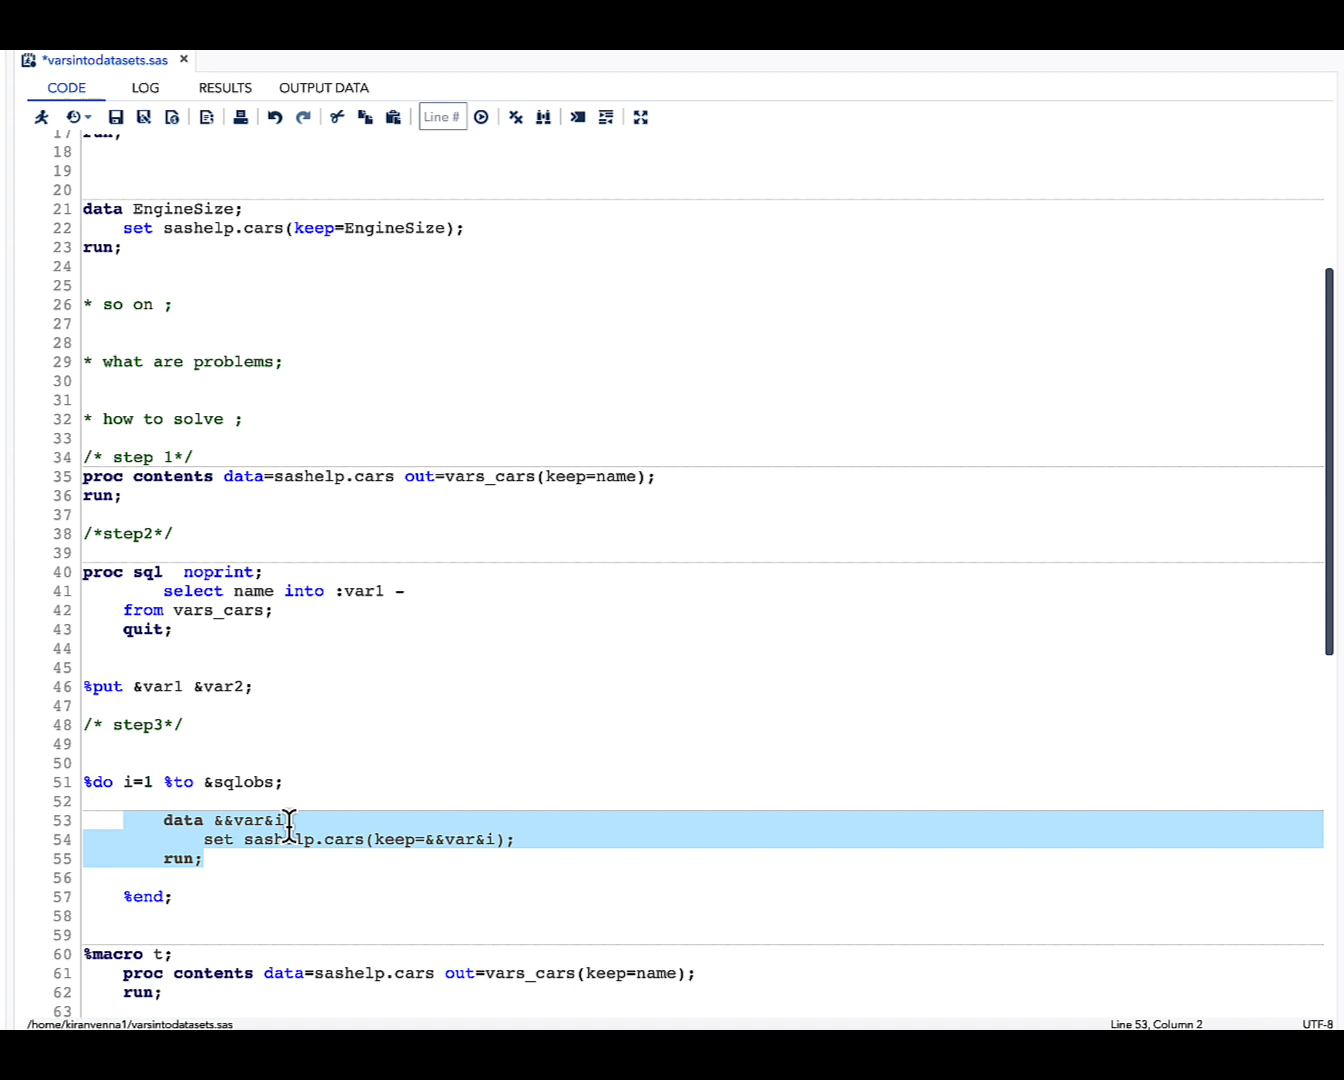 *varsintodatasets.sas ×
CODE LOG RESULTS OUTPUT DATA
Line #
17 run;
18
19
20
21 data EngineSize;
22 set sashelp.cars(keep=EngineSize);
23 run;
24
25
26 * so on ;
27
28
29 * what are problems;
30
31
32 * how to solve ;
33
34 /* step 1*/
35 proc contents data=sashelp.cars out=vars_cars(keep=name);
36 run;
37
38 /*step2*/
39
40 proc sql noprint;
41 select name into :var1 -
42 from vars_cars;
43 quit;
44
45
46 %put &var1 &var2;
47
48 /* step3*/
49
50
51 %do i=1 %to &sqlobs;
52
53 data &&var&i
54 set sashelp.cars(keep=&&var&i);
55 run;
56
57 %end;
58
59
60 %macro t;
61 proc contents data=sashelp.cars out=vars_cars(keep=name);
62 run;
63
/home/kiranvenna1/varsintodatasets.sas Line 53, Column 2 UTF-8